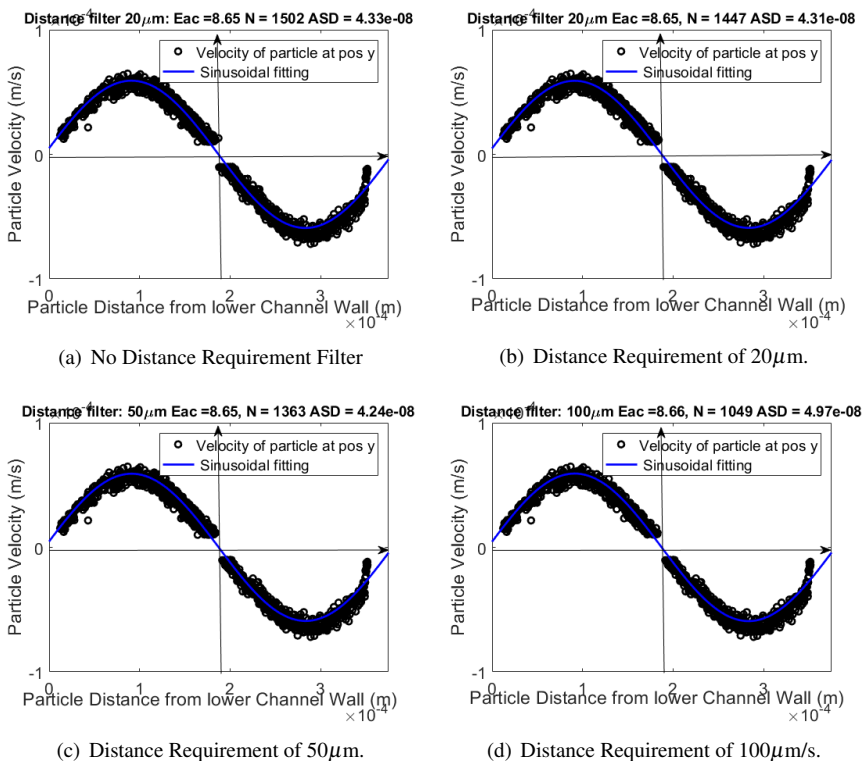 Distance filter 20μm: Eac =8.65 N = 1502 ASD = 4.33e-08
×10-4
1
Velocity of particle at pos y
Sinusoidal fitting
Particle Velocity (m/s)
0
-1
0 2 3
Particle Distance from lower Channel Wall (m)
×10-4
(a) No Distance Requirement Filter
Distance filter 20μm Eac =8.65, N = 1447 ASD = 4.31e-08
×10-4
1
Velocity of particle at pos y
Sinusoidal fitting
Particle Velocity (m/s)
0
-1
0 1 2 3
Particle Distance from lower Channel Wall (m)
×10-4
(b) Distance Requirement of 20μm.
Distance filter: 50μm Eac =8.65, N = 1363 ASD = 4.24e-08
×10-4
1
Velocity of particle at pos y
Sinusoidal fitting
Particle Velocity (m/s)
0
-1
0 1 2 3
Particle Distance from lower Channel Wall (m)
×10-4
(c) Distance Requirement of 50μm.
Distance filter: 100μm Eac =8.66, N = 1049 ASD = 4.97e-08
×10-4
1
Velocity of particle at pos y
Sinusoidal fitting
Particle Velocity (m/s)
0
-1
0 1 2 3
Particle Distance from lower Channel Wall (m)
×10-4
(d) Distance Requirement of 100μm/s.